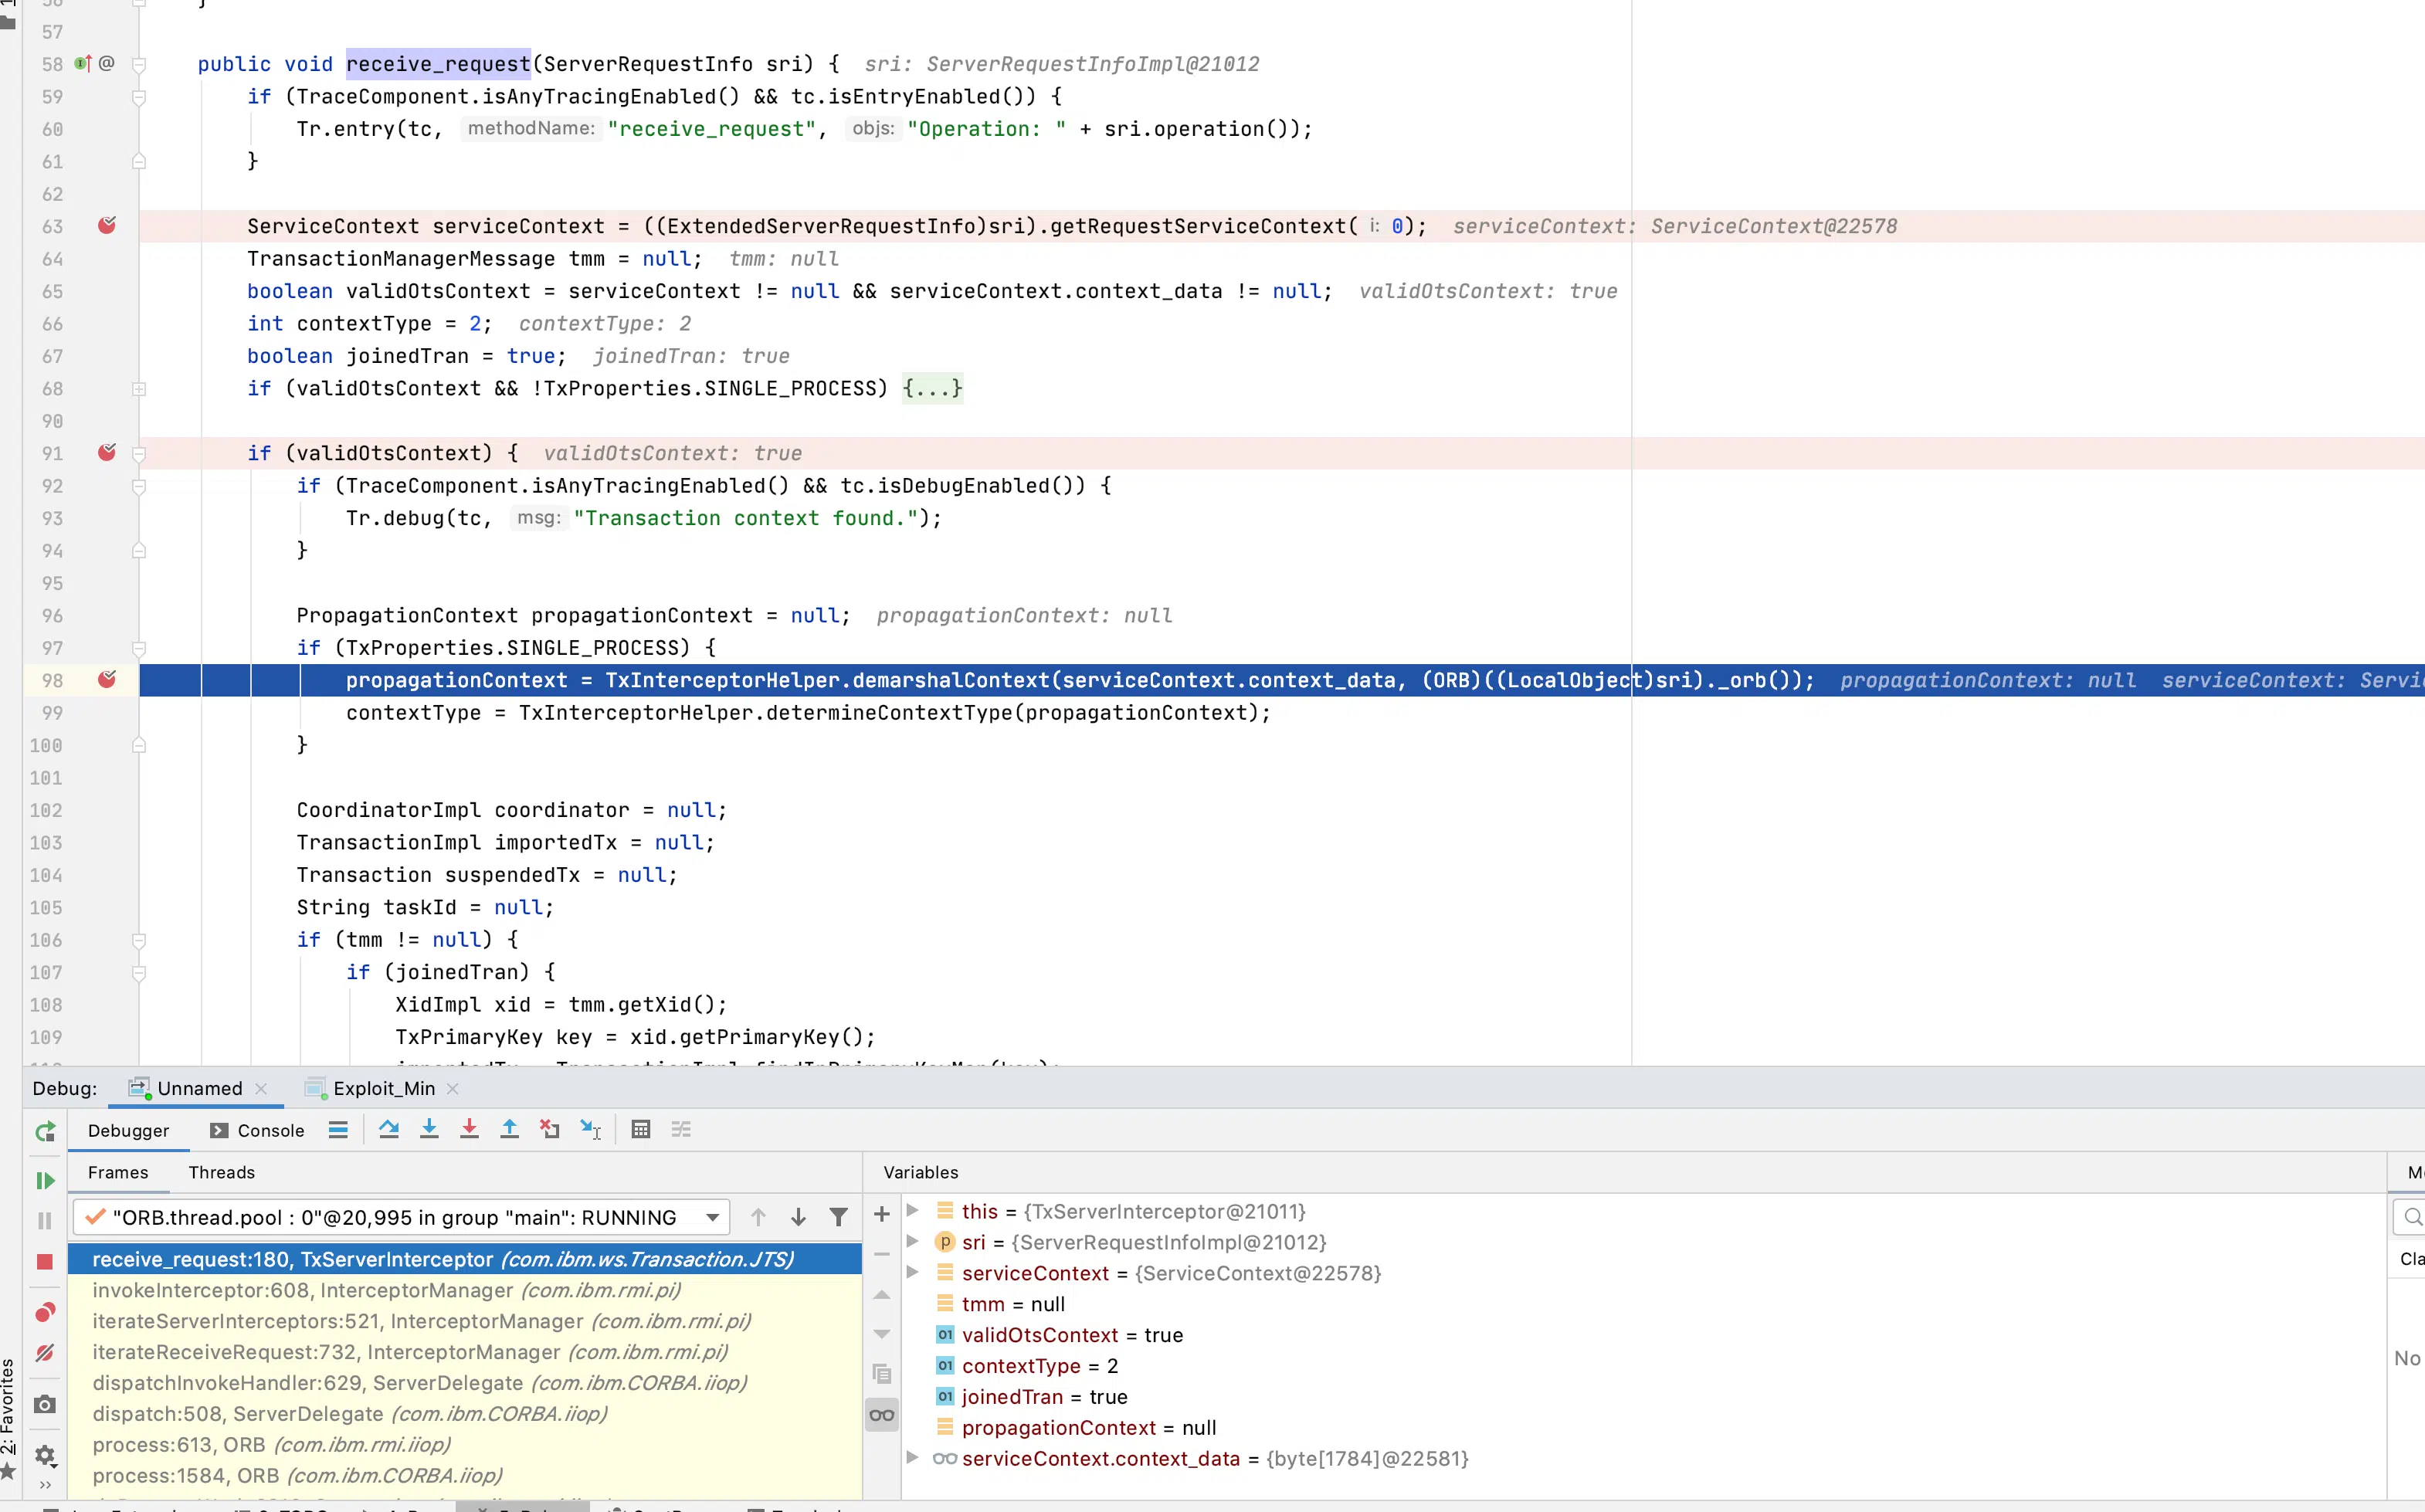 57
58 public void receive_request(ServerRequestInfo sri) { sri: ServerRequestInfoImpl@21012
59 if (TraceComponent.isAnyTracingEnabled() && tc.isEntryEnabled()) {
60 Tr.entry(tc, methodName: "receive_request", objs: "Operation: " + sri.operation());
61 }
62
63 ServiceContext serviceContext = ((ExtendedServerRequestInfo)sri).getRequestServiceContext( i: 0); serviceContext: ServiceContext@22578
64 TransactionManagerMessage tmm = null; tmm: null
65 boolean validOtsContext = serviceContext != null && serviceContext.context_data != null; validOtsContext: true
66 int contextType = 2; contextType: 2
67 boolean joinedTran = true; joinedTran: true
68 if (validOtsContext && !TxProperties.SINGLE_PROCESS) {...}
90
91 if (validOtsContext) { validOtsContext: true
92 if (TraceComponent.isAnyTracingEnabled() && tc.isDebugEnabled()) {
93 Tr.debug(tc, msg: "Transaction context found.");
94 }
95
96 PropagationContext propagationContext = null; propagationContext: null
97 if (TxProperties.SINGLE_PROCESS) {
98 propagationContext = TxInterceptorHelper.demarshalContext(serviceContext.context_data, (ORB)((LocalObject)sri)._orb()); propagationContext: null serviceContext: Servi
99 contextType = TxInterceptorHelper.determineContextType(propagationContext);
100 }
101
102 CoordinatorImpl coordinator = null;
103 TransactionImpl importedTx = null;
104 Transaction suspendedTx = null;
105 String taskId = null;
106 if (tmm != null) {
107 if (joinedTran) {
108 XidImpl xid = tmm.getXid();
109 TxPrimaryKey key = xid.getPrimaryKey();
Debug: Unnamed Exploit_Min
Debugger Console
Frames Threads
Variables
"ORB.thread.pool : 0"@20,995 in group "main": RUNNING
receive_request:180, TxServerInterceptor (com.ibm.ws.Transaction.JTS)
invokeInterceptor:608, InterceptorManager (com.ibm.rmi.pi)
iterateServerInterceptors:521, InterceptorManager (com.ibm.rmi.pi)
iterateReceiveRequest:732, InterceptorManager (com.ibm.rmi.pi)
dispatchInvokeHandler:629, ServerDelegate (com.ibm.CORBA.iiop)
dispatch:508, ServerDelegate (com.ibm.CORBA.iiop)
process:613, ORB (com.ibm.rmi.iiop)
process:1584, ORB (com.ibm.CORBA.iiop)
this = {TxServerInterceptor@21011}
sri = {ServerRequestInfoImpl@21012}
serviceContext = {ServiceContext@22578}
tmm = null
validOtsContext = true
contextType = 2
joinedTran = true
propagationContext = null
serviceContext.context_data = {byte[1784]@22581}
Cla
No
2: Favorites